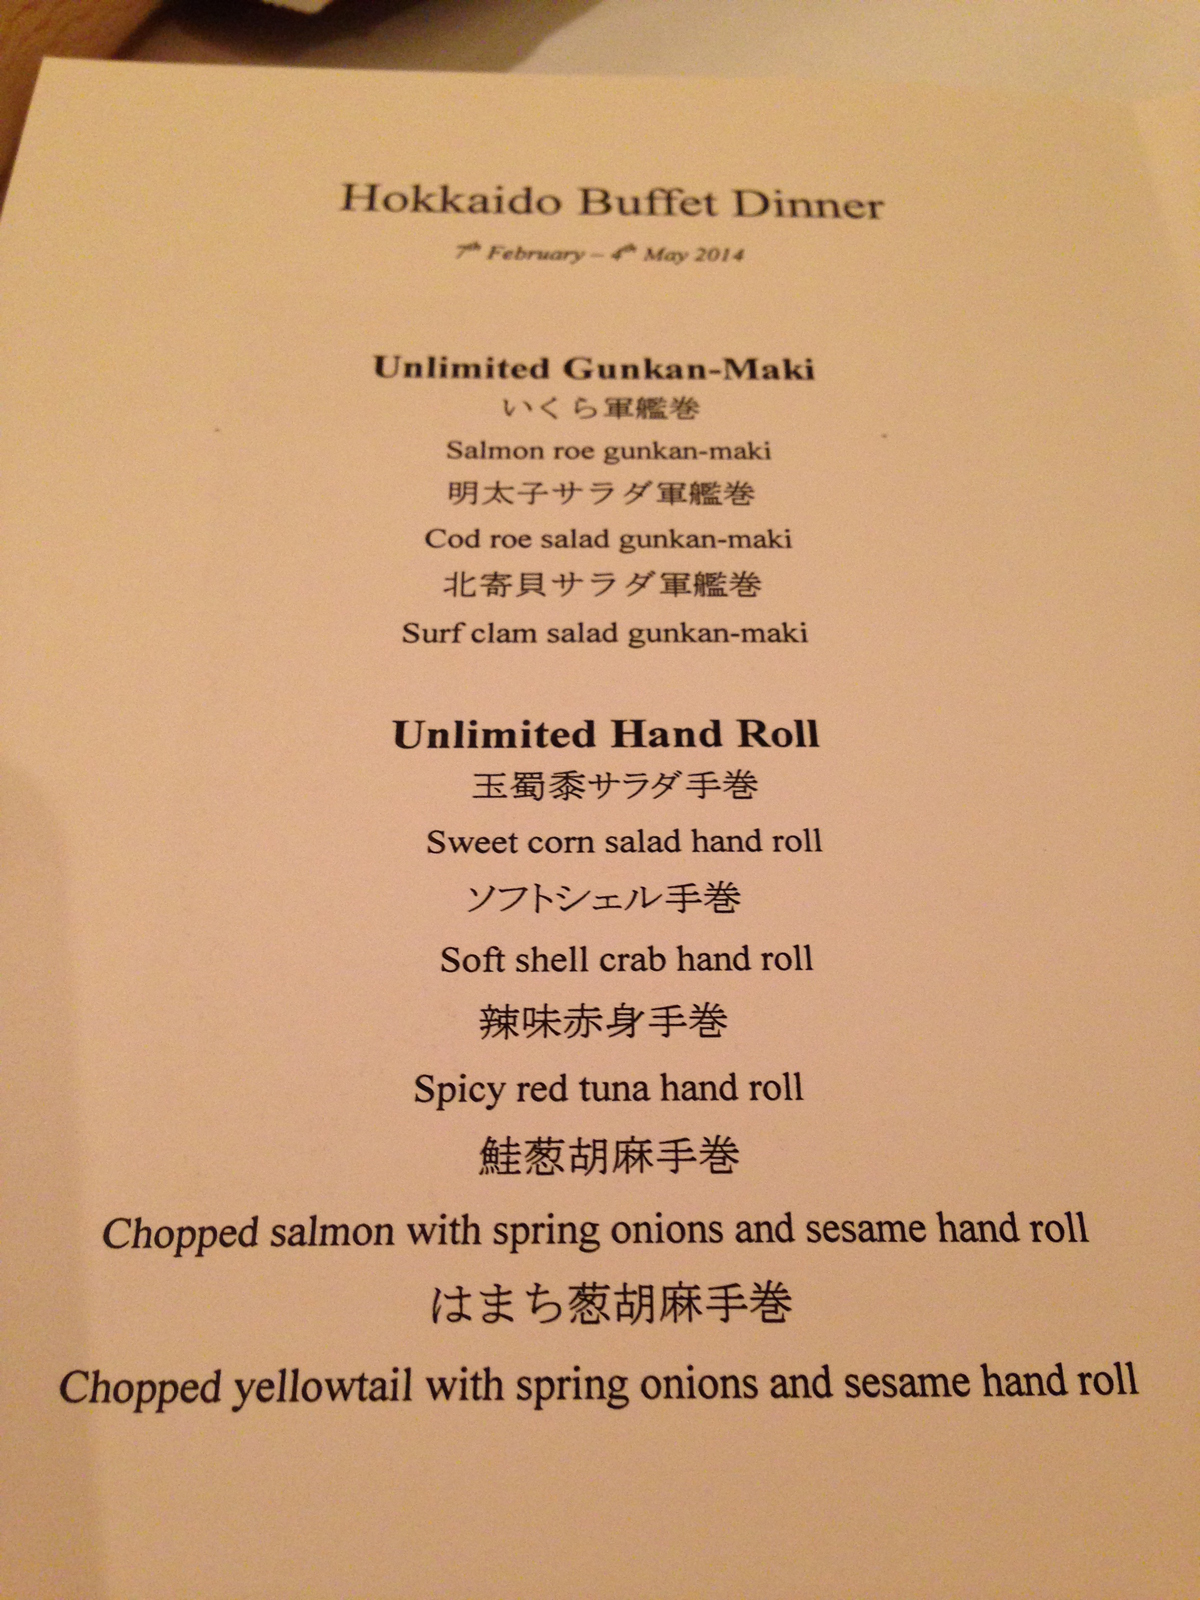 Hokkaido Buffet Dinner
7th February – 4th May 2014
Unlimited Gunkan-Maki
いくら軍艦巻
Salmon roe gunkan-maki
明太子サラダ軍艦巻
Cod roe salad gunkan-maki
北寄貝サラダ軍艦巻
Surf clam salad gunkan-maki
Unlimited Hand Roll
玉蜀黍サラダ手巻
Sweet corn salad hand roll
ソフトシェル手巻
Soft shell crab hand roll
辣味赤身手巻
Spicy red tuna hand roll
鮭葱胡麻手巻
Chopped salmon with spring onions and sesame hand roll
はまち葱胡麻手巻
Chopped yellowtail with spring onions and sesame hand roll